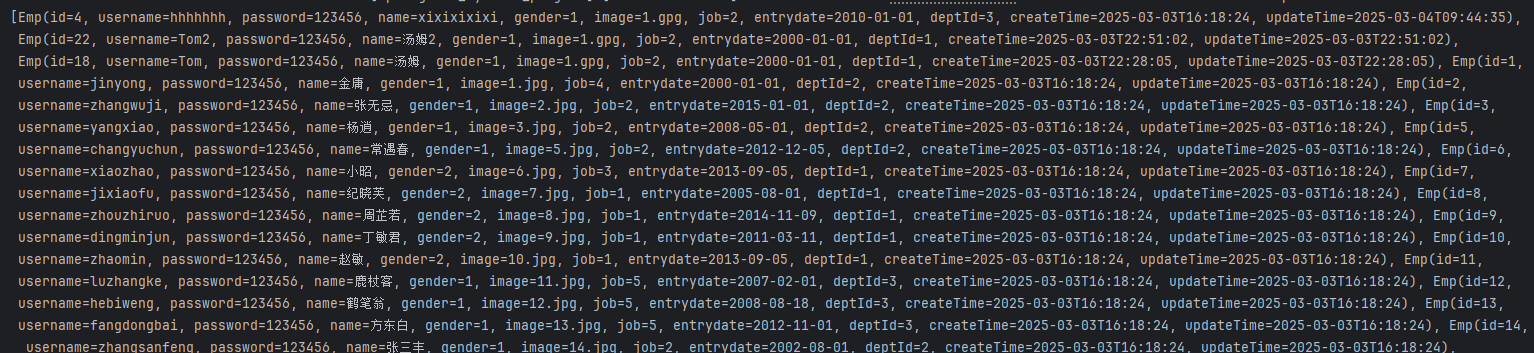 [Emp(id=4, username=hhhhhhh, password=123456, name=xixixixixi, gender=1, image=1.gpg, job=2, entrydate=2010-01-01, deptId=3, createTime=2025-03-03T16:18:24, updateTime=2025-03-04T09:44:35),
Emp(id=22, username=Tom2, password=123456, name=汤姆2, gender=1, image=1.gpg, job=2, entrydate=2000-01-01, deptId=1, createTime=2025-03-03T22:51:02, updateTime=2025-03-03T22:51:02),
Emp(id=18, username=Tom, password=123456, name=汤姆, gender=1, image=1.gpg, job=2, entrydate=2000-01-01, deptId=1, createTime=2025-03-03T22:28:05, updateTime=2025-03-03T22:28:05), Emp(id=1,
username=jinyong, password=123456, name=金庸, gender=1, image=1.jpg, job=4, entrydate=2000-01-01, deptId=2, createTime=2025-03-03T16:18:24, updateTime=2025-03-03T16:18:24), Emp(id=2,
username=zhangwuji, password=123456, name=张无忌, gender=1, image=2.jpg, job=2, entrydate=2015-01-01, deptId=2, createTime=2025-03-03T16:18:24, updateTime=2025-03-03T16:18:24), Emp(id=3,
username=yangxiao, password=123456, name=杨逍, gender=1, image=3.jpg, job=2, entrydate=2008-05-01, deptId=2, createTime=2025-03-03T16:18:24, updateTime=2025-03-03T16:18:24), Emp(id=5,
username=changyuchun, password=123456, name=常遇春, gender=1, image=5.jpg, job=2, entrydate=2012-12-05, deptId=2, createTime=2025-03-03T16:18:24, updateTime=2025-03-03T16:18:24), Emp(id=6,
username=xiaozhao, password=123456, name=小昭, gender=2, image=6.jpg, job=3, entrydate=2013-09-05, deptId=1, createTime=2025-03-03T16:18:24, updateTime=2025-03-03T16:18:24), Emp(id=7,
username=jixiaofu, password=123456, name=纪晓芙, gender=2, image=7.jpg, job=1, entrydate=2005-08-01, deptId=1, createTime=2025-03-03T16:18:24, updateTime=2025-03-03T16:18:24), Emp(id=8,
username=zhouzhiruo, password=123456, name=周芷若, gender=2, image=8.jpg, job=1, entrydate=2014-11-09, deptId=1, createTime=2025-03-03T16:18:24, updateTime=2025-03-03T16:18:24), Emp(id=9,
username=dingminjun, password=123456, name=丁敏君, gender=2, image=9.jpg, job=1, entrydate=2011-03-11, deptId=1, createTime=2025-03-03T16:18:24, updateTime=2025-03-03T16:18:24), Emp(id=10,
username=zhaomin, password=123456, name=赵敏, gender=2, image=10.jpg, job=1, entrydate=2013-09-05, deptId=1, createTime=2025-03-03T16:18:24, updateTime=2025-03-03T16:18:24), Emp(id=11,
username=luzhangke, password=123456, name=鹿杖客, gender=1, image=11.jpg, job=5, entrydate=2007-02-01, deptId=3, createTime=2025-03-03T16:18:24, updateTime=2025-03-03T16:18:24), Emp(id=12,
username=hebiweng, password=123456, name=鹤笔翁, gender=1, image=12.jpg, job=5, entrydate=2008-08-18, deptId=3, createTime=2025-03-03T16:18:24, updateTime=2025-03-03T16:18:24), Emp(id=13,
username=fangdongbai, password=123456, name=方东白, gender=1, image=13.jpg, job=5, entrydate=2012-11-01, deptId=3, createTime=2025-03-03T16:18:24, updateTime=2025-03-03T16:18:24), Emp(id=14,
username=zhangsanfeng, password=123456, name=张三丰, gender=1, image=14.jpg, job=2, entrydate=2002-08-01, deptId=2, createTime=2025-03-03T16:18:24, updateTime=2025-03-03T16:18:24),